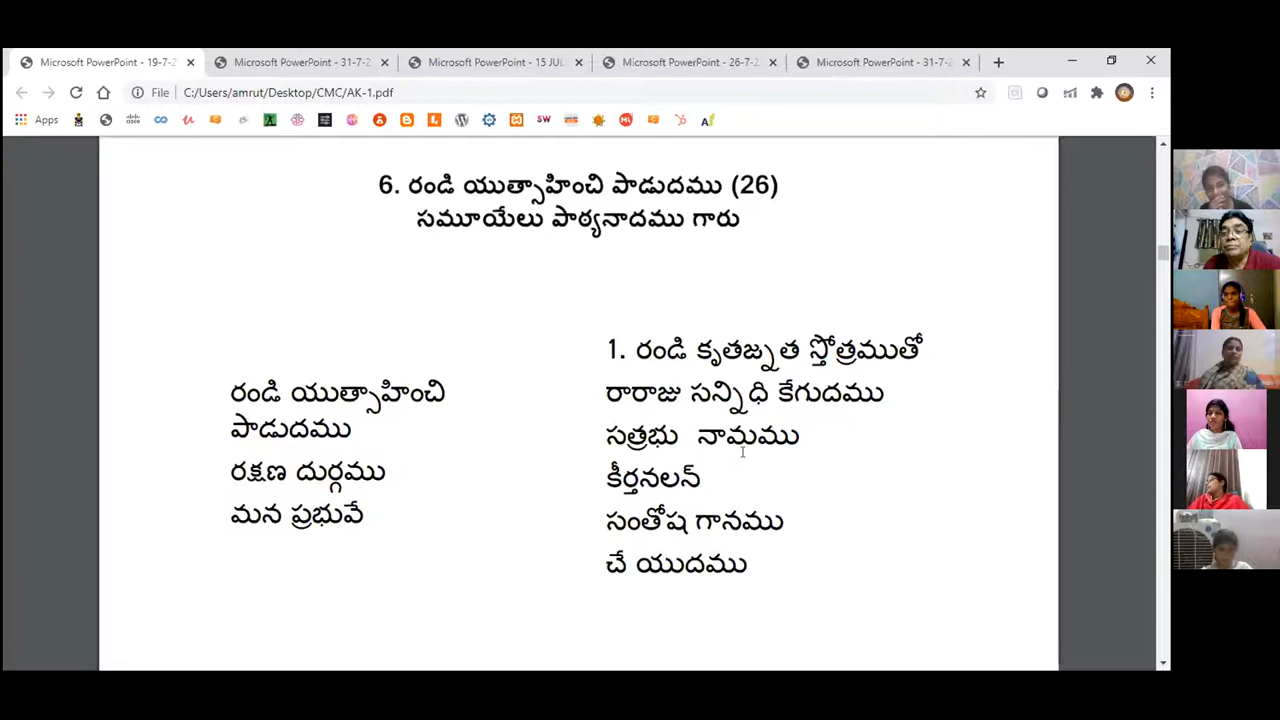 Microsoft PowerPoint - 19-7-2
Microsoft PowerPoint - 31-7-2
Microsoft PowerPoint - 15 JUL
Microsoft PowerPoint - 26-7-2
Microsoft PowerPoint - 31-7-2
File C:/Users/amrut/Desktop/CMC/AK-1.pdf
Apps
6. రండి యుత్సాహించి పాడుదము (26)
సమూయేలు పాఠ్యనాదము గారు
రండి యుత్సాహించి
పాడుదము
రక్షణ దుర్గము
మన ప్రభువే
1. రండి కృతజ్నత స్తోత్రముతో
రారాజు సన్నిధి కేగుదము
సత్రభు నామము
కీర్తనలన్
సంతోష గానము
చే యుదము